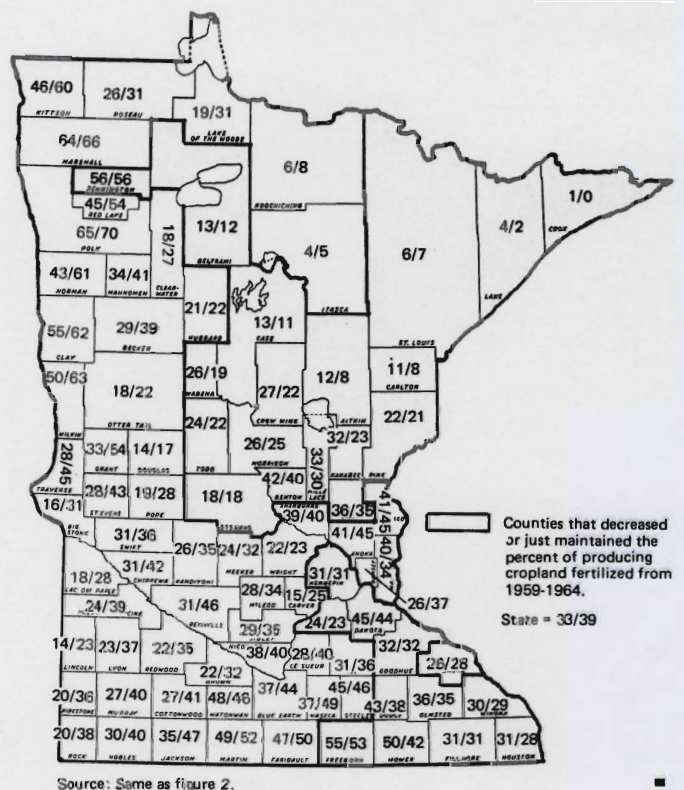 46/60
KITTSON
26/31
ROSEAU
19/31
LAKE
OF THE WOODS
64/66
MARSHALL
56/56
PENNINGTON
45/54
RED LAKE
65/70
POLK
18/27
CLEAR-
WATER
13/12
BELTRAMI
6/8
KOOCHICHING
4/5
ITASCA
6/7
ST. LOUIS
4/2
LAKE
1/0
COOK
43/61
NORMAN
34/41
MAHNOMEN
21/22
HUBBARD
13/11
CASS
55/62
CLAY
29/39
BECKER
26/19
WADENA
27/22
CROW WING
12/8
AITKIN
11/8
CARLTON
50/63
WILKIN
18/22
OTTER TAIL
24/22
TODD
26/25
MORRISON
32/23
KANABEC
22/21
PINE
28/45
TRAVERSE
33/54
GRANT
14/17
DOUGLAS
33/30
MILLE
LACS
42/40
BENTON
16/31
BIG
STONE
28/43
STEVENS
19/28
POPE
18/18
STEARNS
SHERBURNE
39/40
36/35
41/45
ANOKA
41/45
40/34
31/36
SWIFT
26/35
KANDIYOHI
24/32
MEEKER
22/23
WRIGHT
31/31
HENNEPIN
18/28
LAC QUI PARLE
31/42
CHIPPEWA
28/34
MCLEOD
15/25
CARVER
24/23
45/44
DAKOTA
26/37
24/39
31/46
RENVILLE
29/35
14/23
LINCOLN
23/37
LYON
22/35
REDWOOD
38/40
28/40
LE SUEUR
31/36
32/32
GOODHUE
26/28
22/32
BROWN
20/36
PIPESTONE
27/40
MURRAY
27/41
COTTONWOOD
48/46
WATONWAN
37/44
BLUE EARTH
37/49
WASECA
45/46
STEELE
43/38
DODGE
36/35
OLMSTED
30/29
WINONA
20/38
ROCK
30/40
NOBLES
35/47
JACKSON
49/52
MARTIN
47/50
FARIBAULT
55/53
FREEBORN
50/42
MOWER
31/31
FILLMORE
31/28
HOUSTON
Counties that decreased
or just maintained the
percent of producing
cropland fertilized from
1959-1964.
State = 33/39
Source: Same as figure 2.